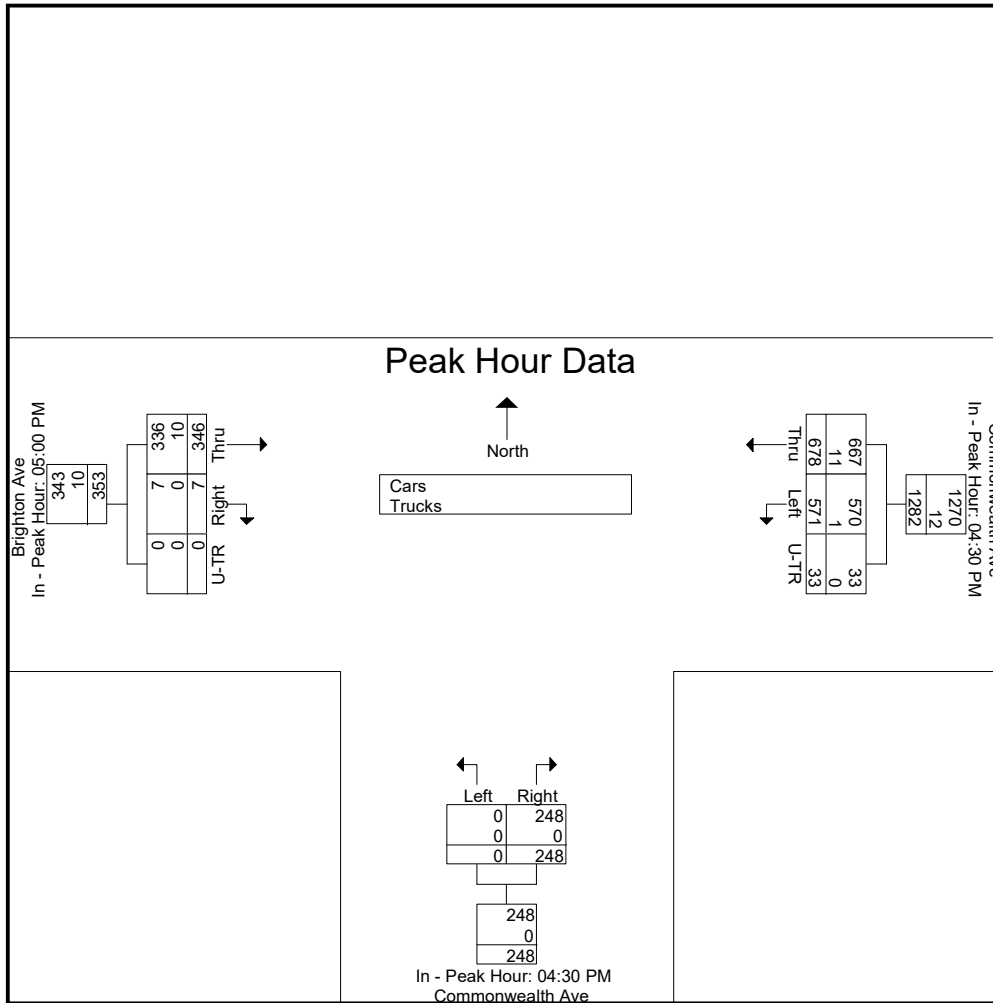 Peak Hour Data
North
Cars
Trucks
Brighton Ave
In - Peak Hour: 05:00 PM
343
10
353
336 10 346 Thru
7 0 7 Right
0 0 0 U-TR
Commonwealth Ave
In - Peak Hour: 04:30 PM
1270
12
1282
667 11 678 Thru
570 1 571 Left
33 0 33 U-TR
Left Right
0 248
0 0
0 248
248
0
248
In - Peak Hour: 04:30 PM
Commonwealth Ave